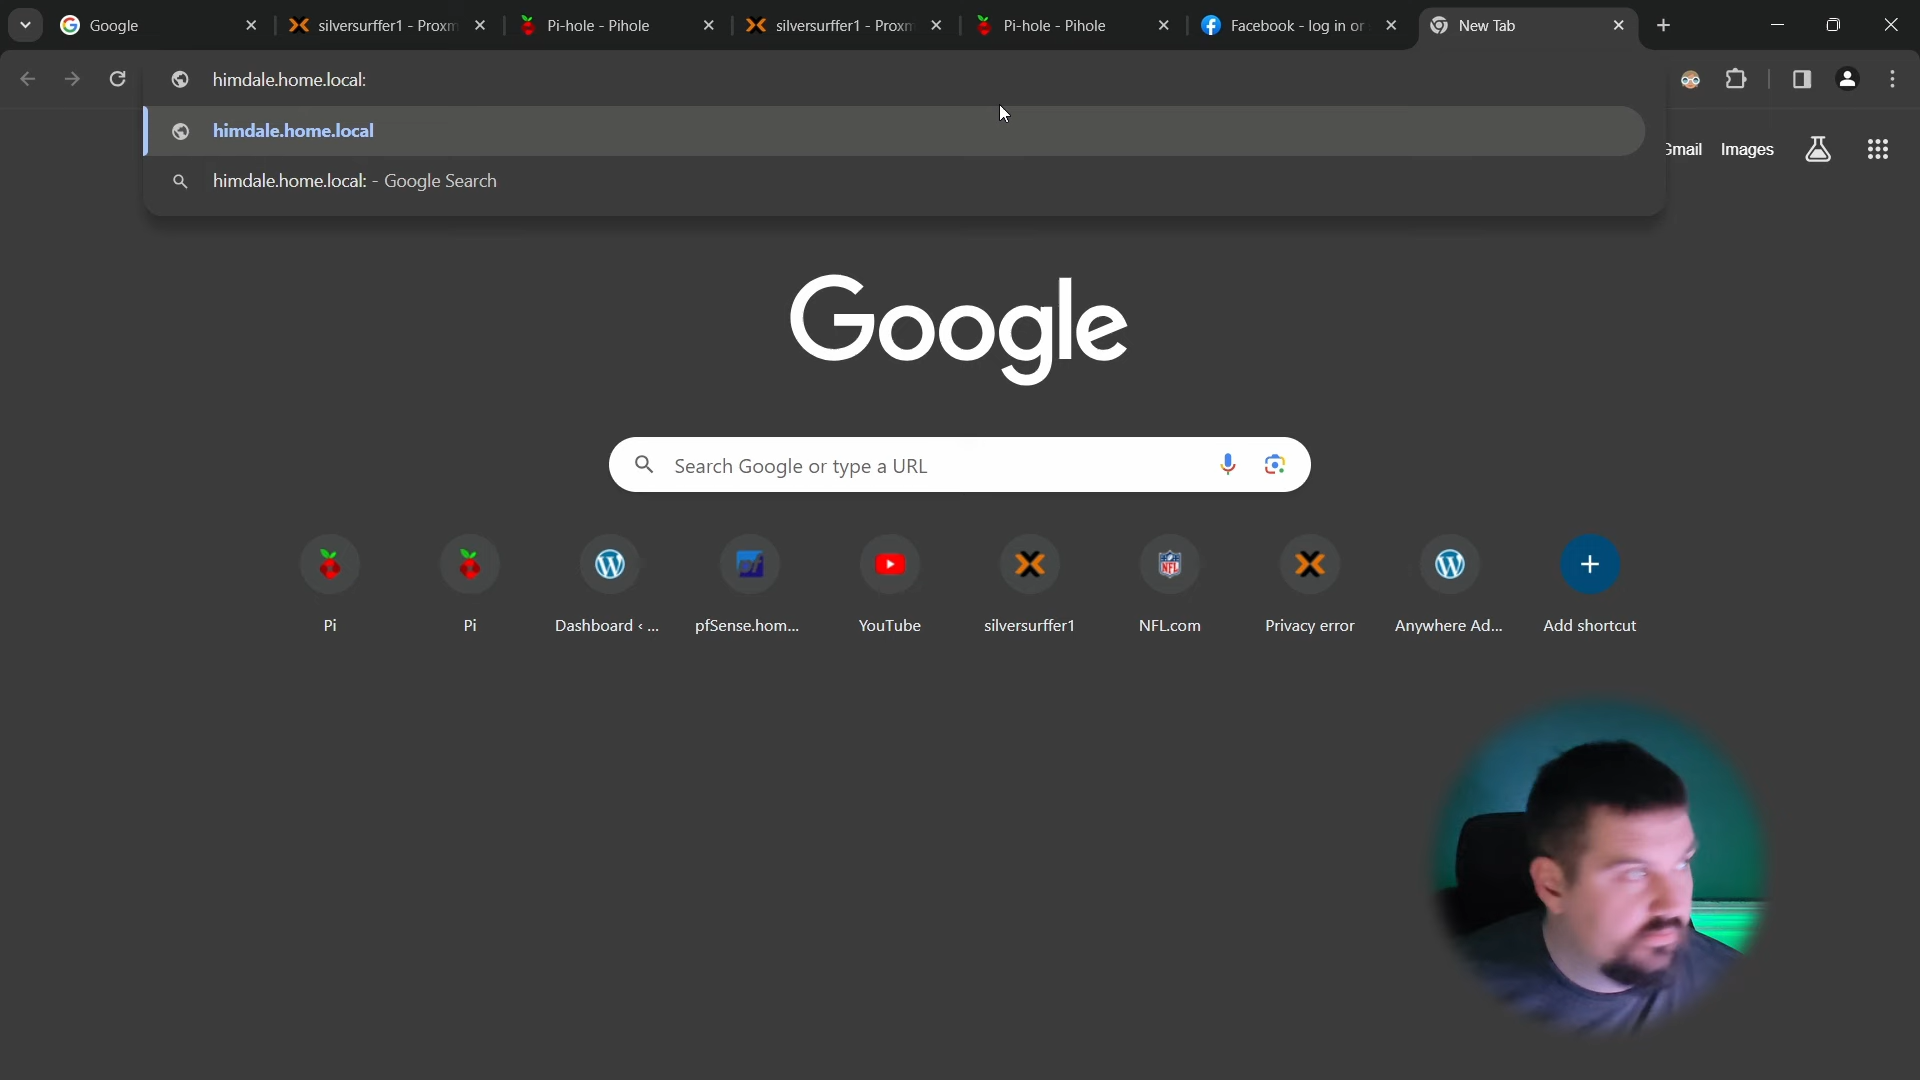 Google
silversurffer1 - Proxm
Pi-hole - Pihole
silversurffer1 - Proxm
Pi-hole - Pihole
Facebook - log in or
New Tab
himdale.home.local:
himdale.home.local
himdale.home.local: - Google Search
Gmail
Images
Google
Search Google or type a URL
Pi
Pi
Dashboard ‹ ...
pfSense.hom...
YouTube
silversurffer1
NFL.com
Privacy error
Anywhere Ad...
Add shortcut